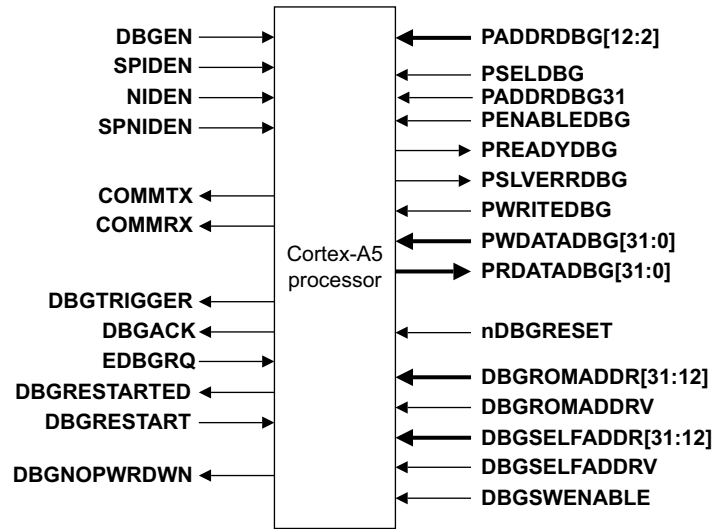 DBGEN
SPIDEN
NIDEN
SPNIDEN
COMMTX
COMMRX
DBGTRIGGER
DBGACK
EDBGRQ
DBGRESTARTED
DBGRESTART
DBGNOPWRDWN
Cortex-A5
processor
PADDRDBG[12:2]
PSELDBG
PADDRDBG31
PENABLEDBG
PREADYDBG
PSLVERRDBG
PWRITEDBG
PWDATADBG[31:0]
PRDATADBG[31:0]
nDBGRESET
DBGROMADDR[31:12]
DBGROMADDRV
DBGSELFADDR[31:12]
DBGSELFADDRV
DBGSWENABLE